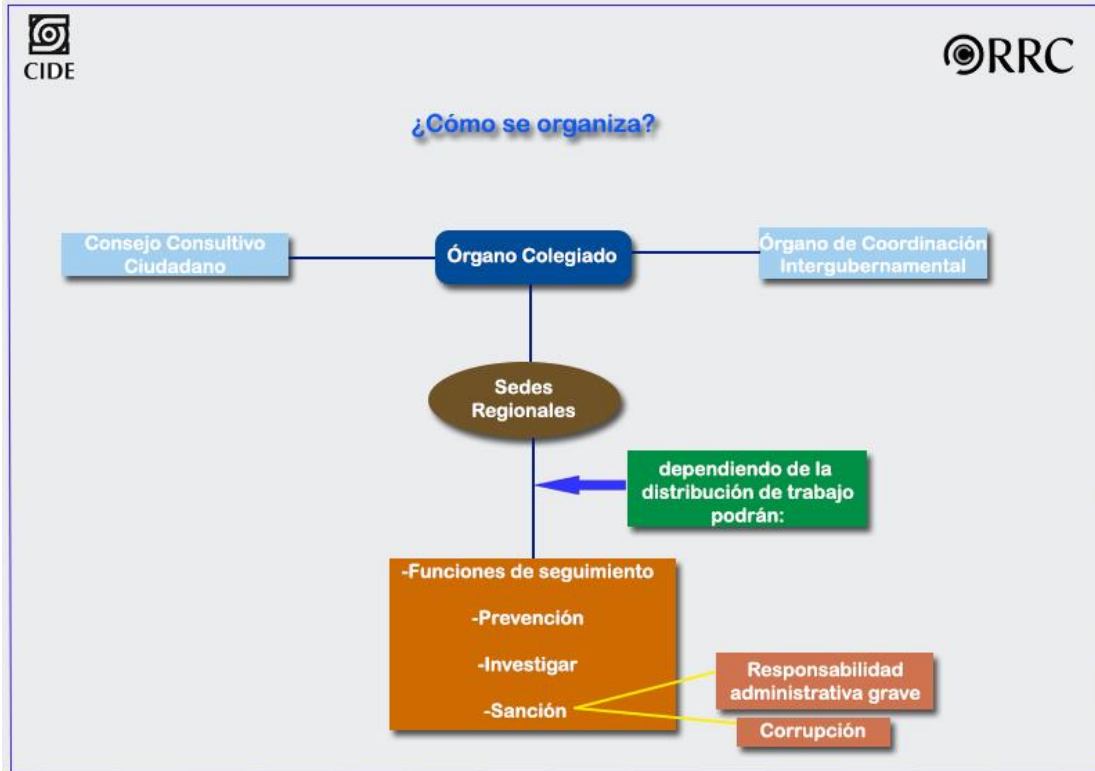 CIDE
RRC
¿Cómo se organiza?
Consejo Consultivo
Ciudadano
Órgano Colegiado
Órgano de Coordinación
Intergubernamental
Sedes
Regionales
dependiendo de la
distribución de trabajo
podrán:
-Funciones de seguimiento
-Prevención
-Investigar
-Sanción
Responsabilidad
administrativa grave
Corrupción